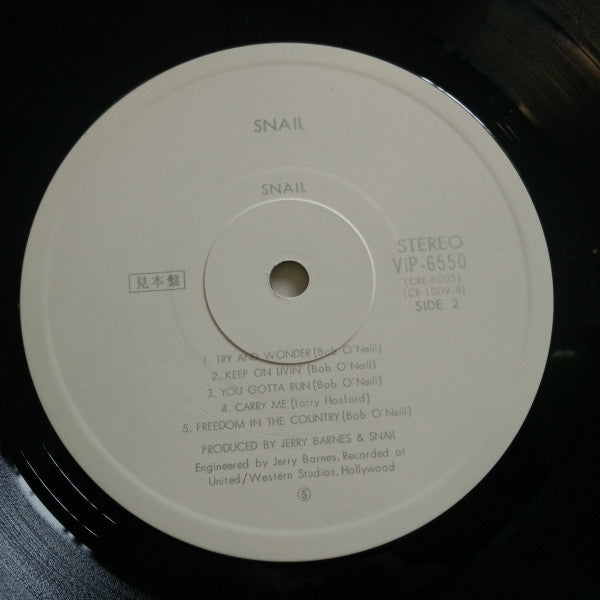 SNAIL
SNAIL
見本盤
STEREO
VIP-6550
(CRE-6005)
(CR-1009-B)
SIDE 2
1. TRY AND WONDER (Bob O'Neill)
2. KEEP ON LIVIN' (Bob O'Neill)
3. YOU GOTTA RUN (Bob O'Neill)
4. CARRY ME (Larry Hosford)
5. FREEDOM IN THE COUNTRY (Bob O'Neill)
PRODUCED BY JERRY BARNES & SNAIL
Engineered by Jerry Barnes. Recorded at
United/Western Studios, Hollywood
⑤